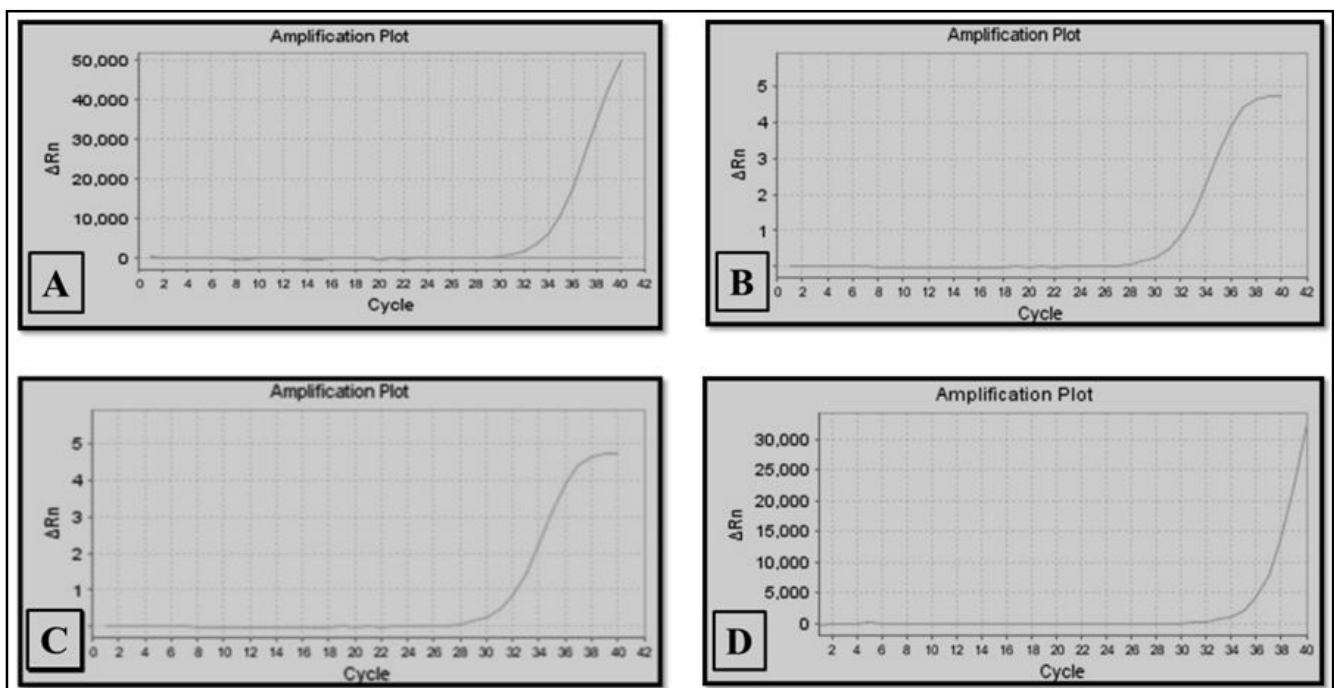 Amplification Plot
50,000
40,000
30,000
20,000
10,000
0
ΔRn
A
0 2 4 6 8 10 12 14 16 18 20 22 24 26 28 30 32 34 36 38 40 42
Cycle
Amplification Plot
5
4
3
2
1
ΔRn
B
0 2 4 6 8 10 12 14 16 18 20 22 24 26 28 30 32 34 36 38 40 42
Cycle
Amplification Plot
5
4
3
2
1
ΔRn
C
0 2 4 6 8 10 12 14 16 18 20 22 24 26 28 30 32 34 36 38 40 42
Cycle
Amplification Plot
30,000
25,000
20,000
15,000
10,000
5,000
0
ΔRn
D
2 4 6 8 10 12 14 16 18 20 22 24 26 28 30 32 34 36 38 40
Cycle